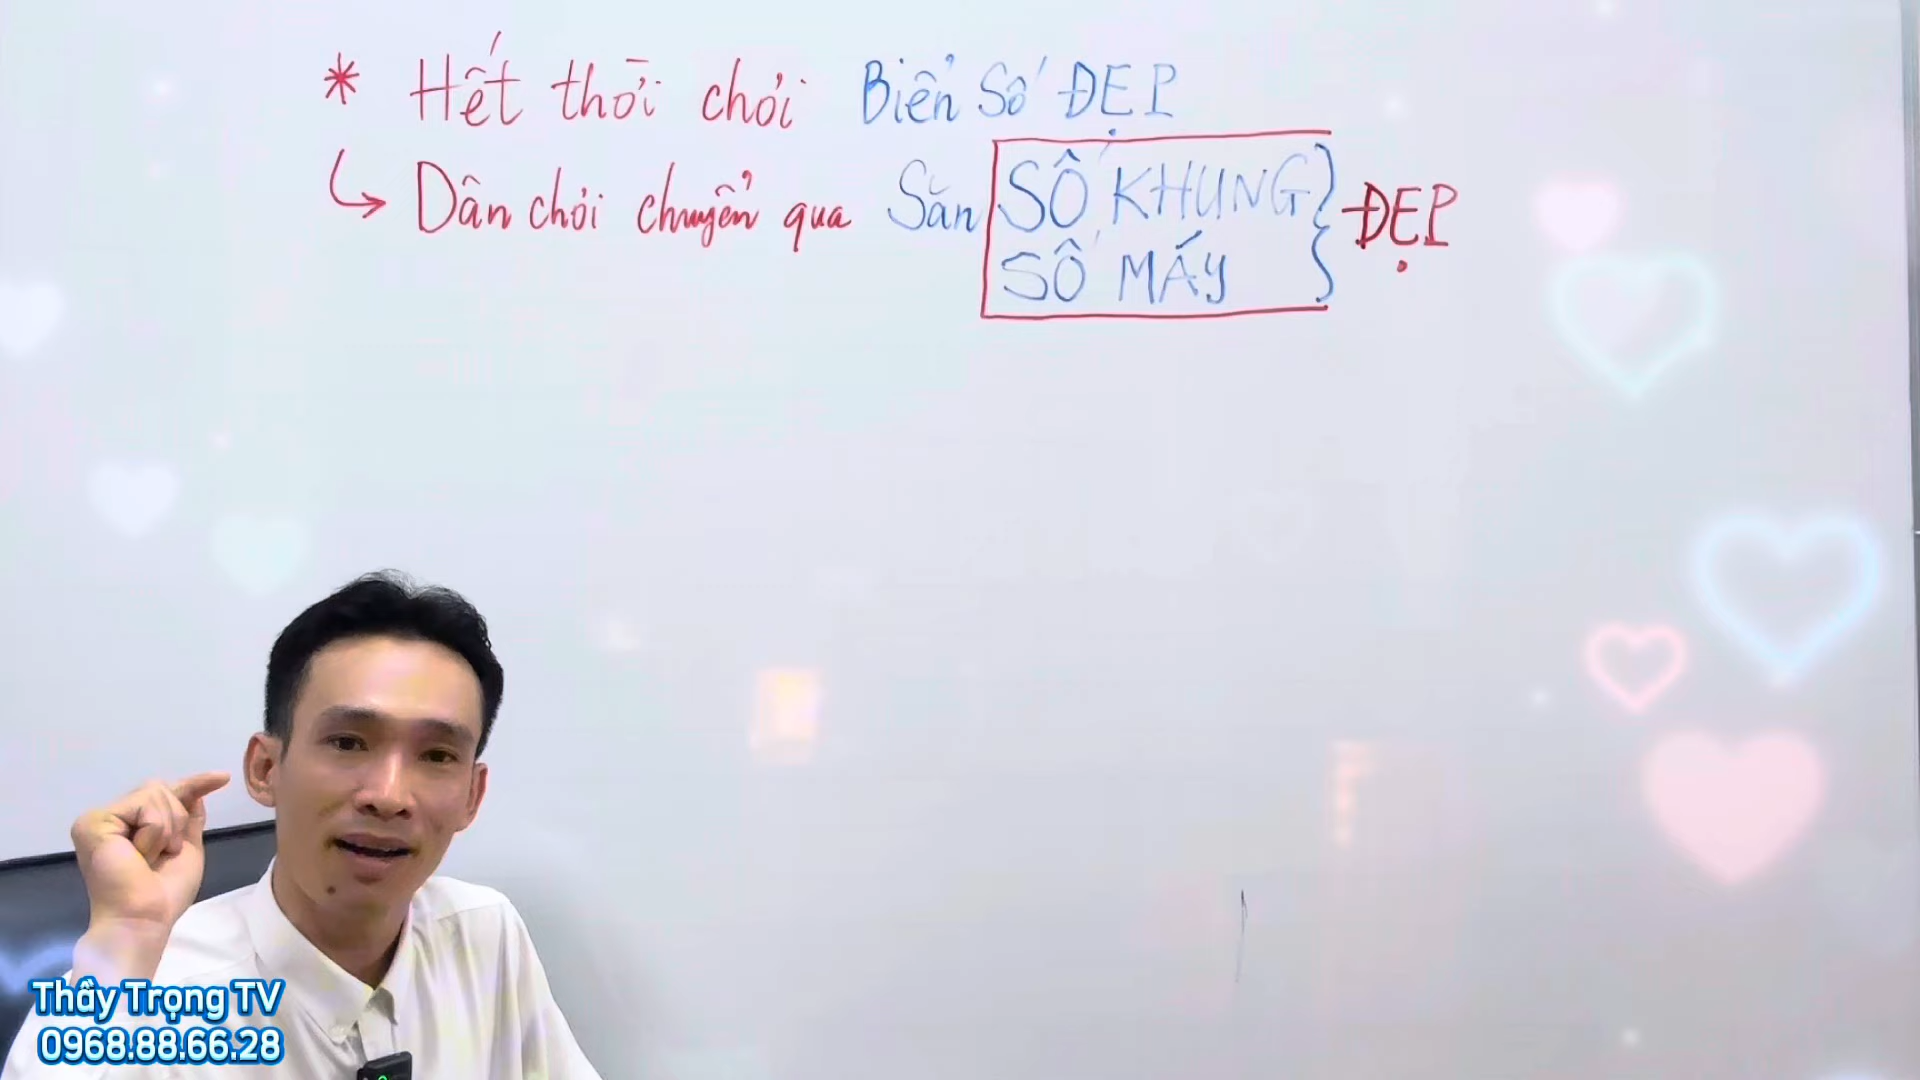 * Hết thời chơi Biển Số ĐẸP
↳ Dân chơi chuyển qua Săn SỐ KHUNG } ĐẸP
SỐ MÁY
Thầy Trọng TV
0968.88.66.28